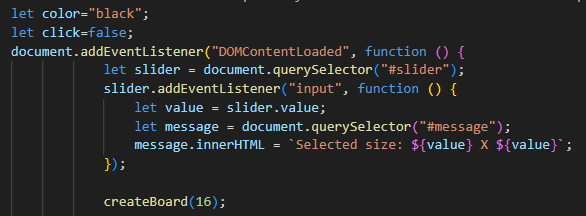 let color="black";
let click=false;
document.addEventListener("DOMContentLoaded", function () {
let slider = document.querySelector("#slider");
slider.addEventListener("input", function () {
let value = slider.value;
let message = document.querySelector("#message");
message.innerHTML = `Selected size: ${value} X ${value}`;
});
createBoard(16);